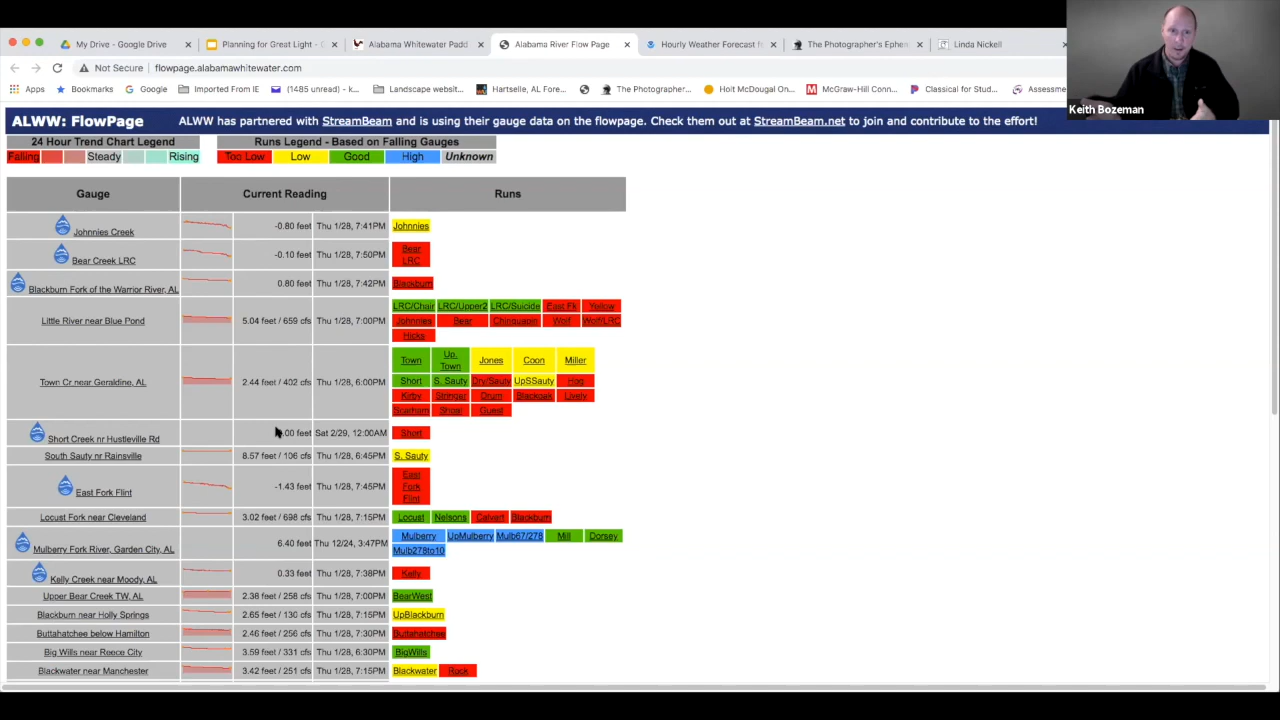 My Drive - Google Drive
Planning for Great Light - G
Alabama Whitewater Padd
Alabama River Flow Page
Hourly Weather Forecast f
The Photographer's Ephem
Linda Nickell
Not Secure | flowpage.alabamawhitewater.com
Apps Bookmarks Google Imported From IE (1485 unread) - k... Landscape websit... Hartselle, AL Fore... The Photographer... Holt McDougal On... McGraw-Hill Conn... Classical for Stud... Assessme
Keith Bozeman
ALWW: FlowPage ALWW has partnered with StreamBeam and is using their gauge data on the flowpage. Check them out at StreamBeam.net to join and contribute to the effort!
24 Hour Trend Chart Legend
Falling Steady Rising
Runs Legend - Based on Falling Gauges
Too Low Low Good High Unknown
Gauge Current Reading Runs
Johnnies Creek -0.80 feet Thu 1/28, 7:41PM Johnnies
Bear Creek LRC -0.10 feet Thu 1/28, 7:50PM Bear LRC
Blackburn Fork of the Warrior River, AL 0.80 feet Thu 1/28, 7:42PM Blackburn
Little River near Blue Pond 5.04 feet / 659 cfs Thu 1/28, 7:00PM
LRC/Chair LRC/Upper2 LRC/Suicide East Fk Yellow
Johnnies Bear Chinquapin Wolf Wolf/LRC
Hicks
Town Cr near Geraldine, AL 2.44 feet / 402 cfs Thu 1/28, 6:00PM
Town Up. Town Jones Coon Miller
Short S. Sauty Dry/Sauty UpSSauty Hog
Kirby Stringer Drum Blackoak Lively
Scarham Shoal Guest
Short Creek nr Hustleville Rd .00 feet Sat 2/29, 12:00AM Short
South Sauty nr Rainsville 8.57 feet / 106 cfs Thu 1/28, 6:45PM S. Sauty
East Fork Flint -1.43 feet Thu 1/28, 7:45PM East Fork Flint
Locust Fork near Cleveland 3.02 feet / 698 cfs Thu 1/28, 7:15PM Locust Nelsons Calvert Blackburn
Mulberry Fork River, Garden City, AL 6.40 feet Thu 12/24, 3:47PM
Mulberry UpMulberry Mulb67/278 Mill Dorsey
Mulb278to10
Kelly Creek near Moody, AL 0.33 feet Thu 1/28, 7:38PM Kelly
Upper Bear Creek TW, AL 2.38 feet / 258 cfs Thu 1/28, 7:00PM BearWest
Blackburn near Holly Springs 2.65 feet / 130 cfs Thu 1/28, 7:15PM UpBlackburn
Buttahatchee below Hamilton 2.46 feet / 256 cfs Thu 1/28, 7:30PM Buttahatchee
Big Wills near Reece City 3.59 feet / 331 cfs Thu 1/28, 6:30PM BigWills
Blackwater near Manchester 3.42 feet / 251 cfs Thu 1/28, 7:15PM Blackwater Rock